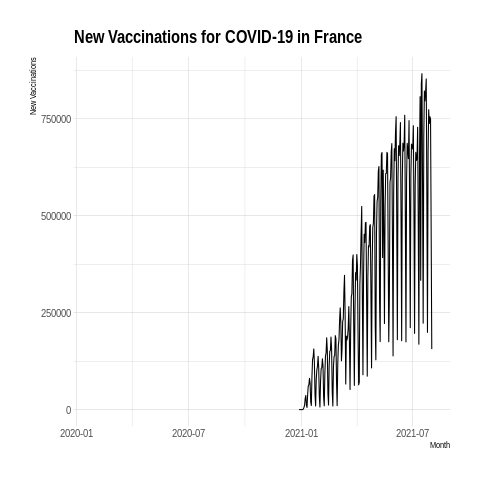 New Vaccinations for COVID-19 in France
New Vaccinations
750000
500000
250000
0
2020-01 2020-07 2021-01 2021-07
Month